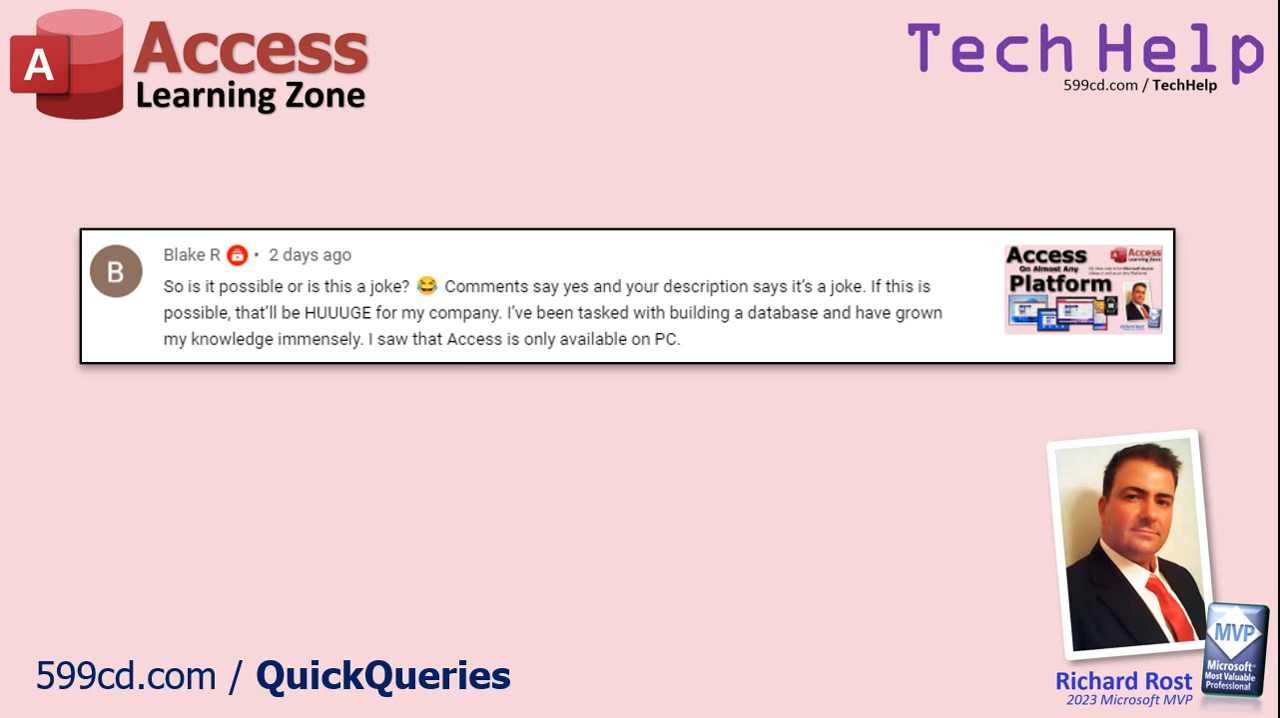 A
Access
Learning Zone
Tech Help
599cd.com / TechHelp
B
Blake R • 2 days ago
So is it possible or is this a joke? 😂 Comments say yes and your description says it's a joke. If this is
possible, that'll be HUUUGE for my company. I've been tasked with building a database and have grown
my knowledge immensely. I saw that Access is only available on PC.
Access
On Almost Any
Platform
Access
Learning Zone
599cd.com / QuickQueries
Richard Rost
2023 Microsoft MVP
MVP
Microsoft
Most Valuable
Professional